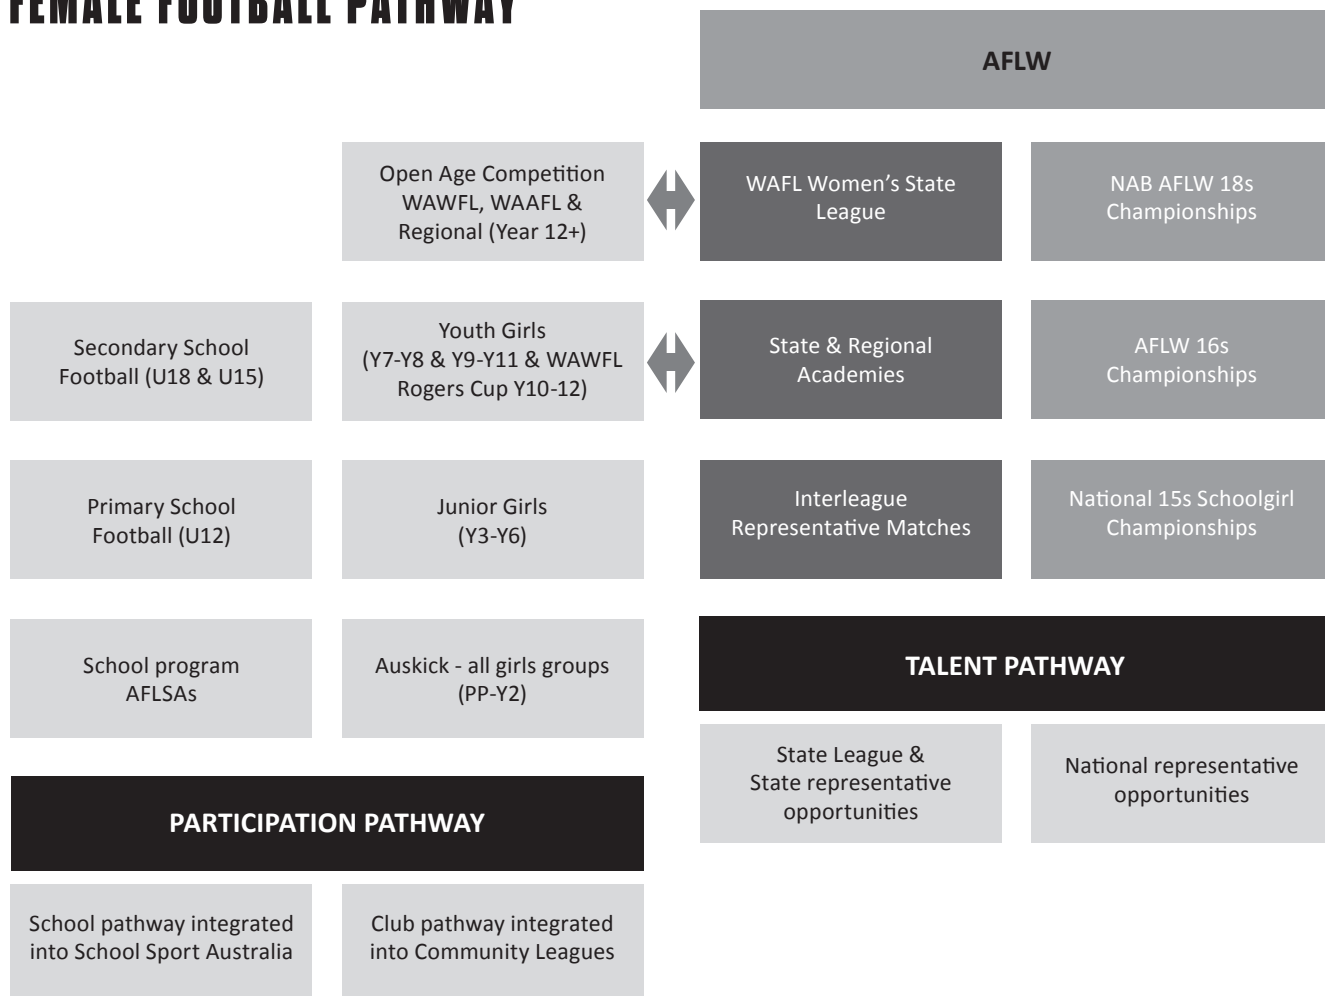 FEMALE FOOTBALL PATHWAY
AFLW
Open Age Competition
WAWFL, WAAFL &
Regional (Year 12+)
WAFL Women’s State
League
NAB AFLW 18s
Championships
Secondary School
Football (U18 & U15)
Youth Girls
(Y7-Y8 & Y9-Y11 & WAWFL
Rogers Cup Y10-12)
State & Regional
Academies
AFLW 16s
Championships
Primary School
Football (U12)
Junior Girls
(Y3-Y6)
Interleague
Representative Matches
National 15s Schoolgirl
Championships
School program
AFLSAs
Auskick - all girls groups
(PP-Y2)
TALENT PATHWAY
State League &
State representative
opportunities
National representative
opportunities
PARTICIPATION PATHWAY
School pathway integrated
into School Sport Australia
Club pathway integrated
into Community Leagues